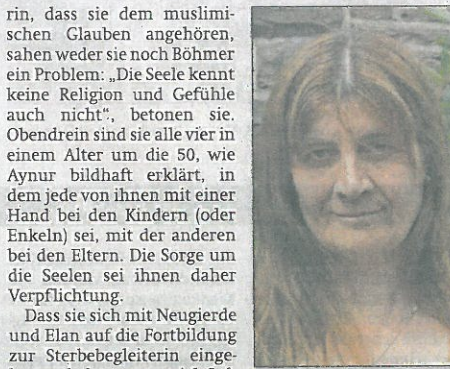 rin, dass sie dem muslimi-
schen Glauben angehören,
sahen weder sie noch Böhmer
ein Problem: „Die Seele kennt
keine Religion und Gefühle
auch nicht“, betonen sie.
Obendrein sind sie alle vier in
einem Alter um die 50, wie
Aynur bildhaft erklärt, in
dem jede von ihnen mit einer
Hand bei den Kindern (oder
Enkeln) sei, mit der anderen
bei den Eltern. Die Sorge um
die Seelen sei ihnen daher
Verpflichtung.
Dass sie sich mit Neugierde
und Elan auf die Fortbildung
zur Sterbebegleiterin einge-